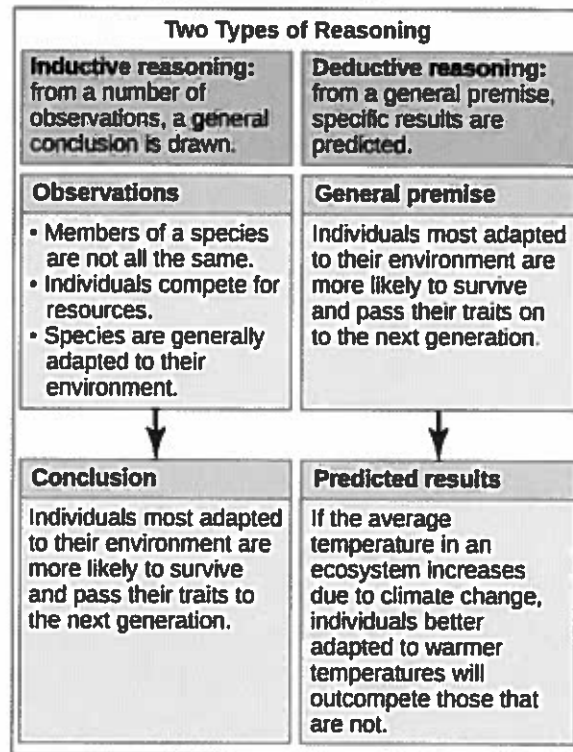 Two Types of Reasoning
Inductive reasoning:
from a number of
observations, a general
conclusion is drawn.
Deductive reasoning:
from a general premise,
specific results are
predicted.
Observations
• Members of a species
are not all the same.
• Individuals compete for
resources.
• Species are generally
adapted to their
environment.
General premise
Individuals most adapted
to their environment are
more likely to survive
and pass their traits on
to the next generation.
Conclusion
Individuals most adapted
to their environment are
more likely to survive
and pass their traits to
the next generation.
Predicted results
If the average
temperature in an
ecosystem increases
due to climate change,
individuals better
adapted to warmer
temperatures will
outcompete those that
are not.